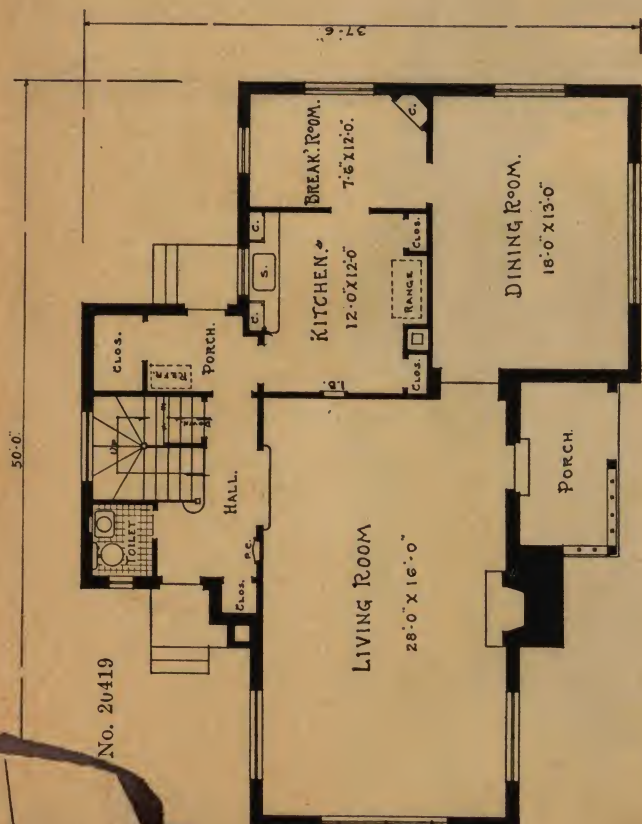 37'-6"
50'-0"
No. 20419
BREAK. ROOM.
7'-6" X 12'-0"
C.
DINING ROOM.
18'-0" X 13'-0"
C.
S.
C.
KITCHEN.
12'-0" X 12'-0"
CLOS.
RANGE
CLOS.
CLOS.
REFR.
PORCH.
UP
DOWN
HALL.
TOILET
P.C.
CLOS.
LIVING ROOM
28'-0" X 16'-0"
PORCH.